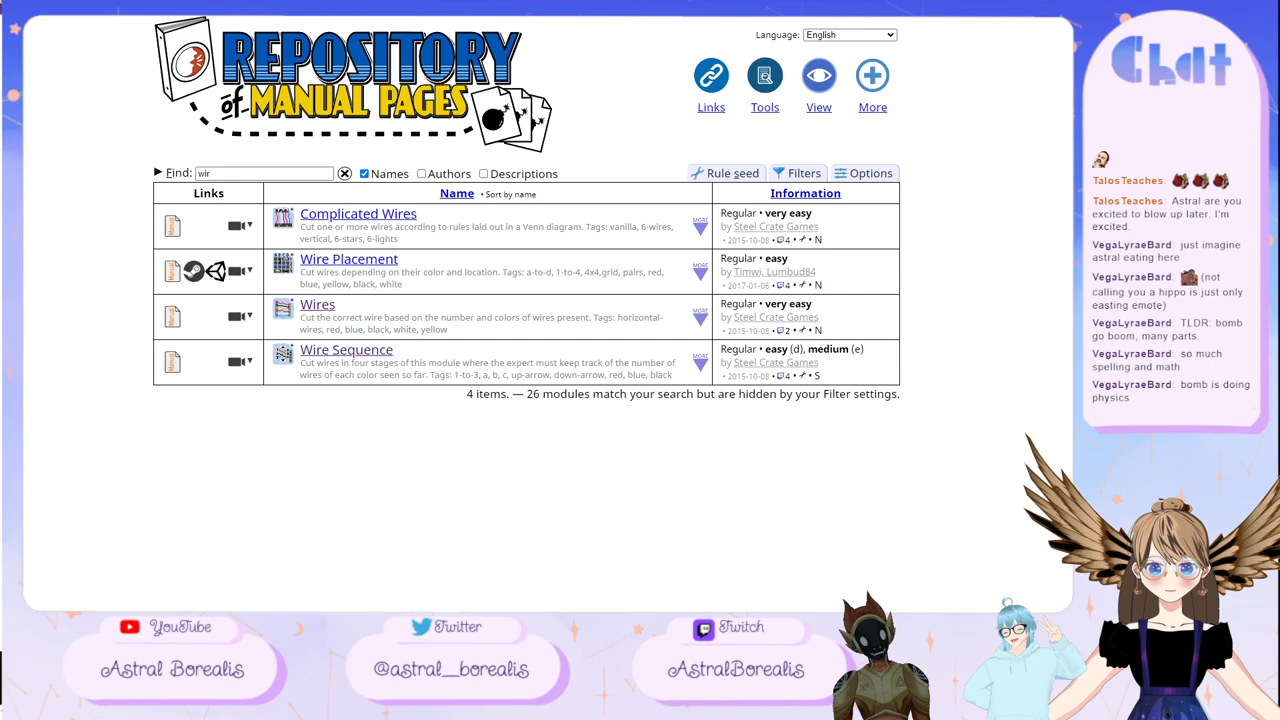 REPOSITORY
of MANUAL PAGES
Language: English
Links
Tools
View
More
Find: wir
Names
Authors
Descriptions
Rule seed
Filters
Options
Links
Name • Sort by name
Information
Complicated Wires
Cut one or more wires according to rules laid out in a Venn diagram. Tags: vanilla, 6-wires,
vertical, 6-stars, 6-lights
MORE
Regular • very easy
by Steel Crate Games
• 2015-10-08 • 4 • • N
Wire Placement
Cut wires depending on their color and location. Tags: a-to-d, 1-to-4, 4x4,grid, pairs, red,
blue, yellow, black, white
MORE
Regular • easy
by Timwi, Lumbud84
• 2017-01-06 • 4 • • N
Wires
Cut the correct wire based on the number and colors of wires present. Tags: horizontal-
wires, red, blue, black, white, yellow
MORE
Regular • very easy
by Steel Crate Games
• 2015-10-08 • 2 • • N
Wire Sequence
Cut wires in four stages of this module where the expert must keep track of the number of
wires of each color seen so far. Tags: 1-to-3, a, b, c, up-arrow, down-arrow, red, blue, black
MORE
Regular • easy (d), medium (e)
by Steel Crate Games
• 2015-10-08 • 4 • • S
4 items. — 26 modules match your search but are hidden by your Filter settings.
Chat
TalosTeaches:
TalosTeaches: Astral are you
excited to blow up later. I'm
excited.
VegaLyraeBard: just imagine
astral eating here
VegaLyraeBard: (not
calling you a hippo is just only
easting emote)
VegaLyraeBard: TLDR: bomb
go boom, many parts.
VegaLyraeBard: so much
spelling and math
VegaLyraeBard: bomb is doing
physics
YouTube
Astral Borealis
Twitter
@astral__borealis
Twitch
AstralBorealis